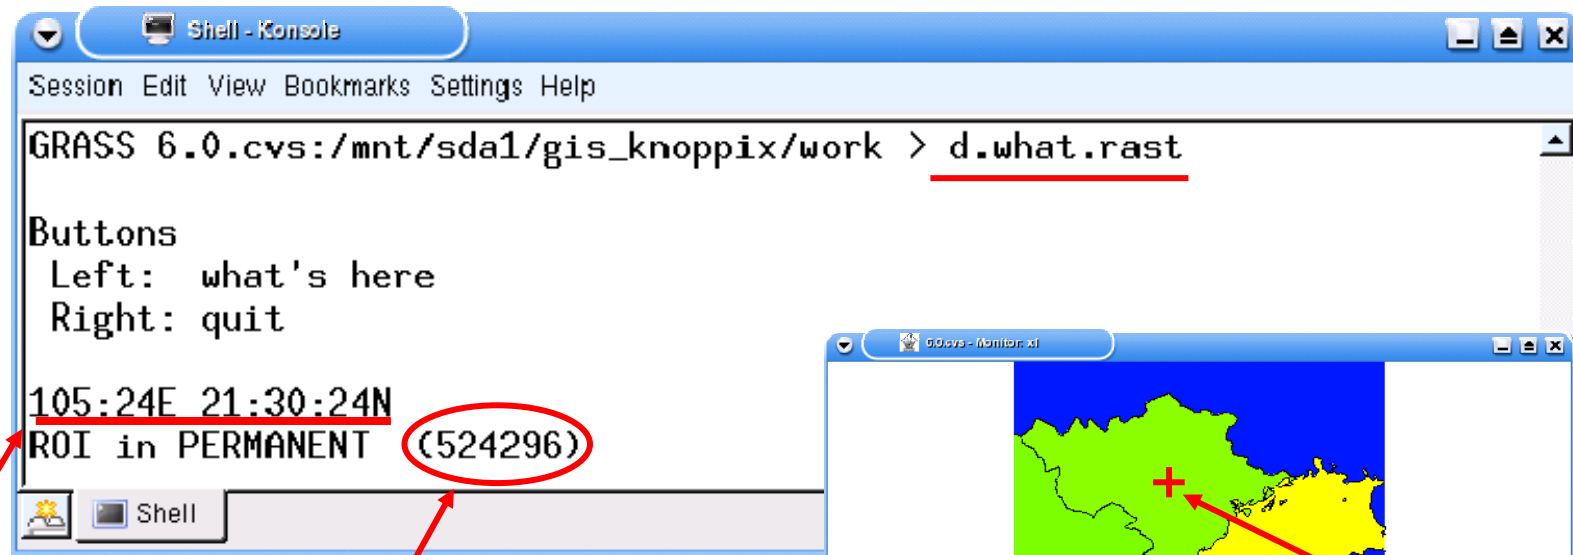 Shell - Konsole
Session Edit View Bookmarks Settings Help
GRASS 6.0.cvs:/mnt/sda1/gis_knoppix/work > d.what.rast
Buttons
Left: what's here
Right: quit
6.0.cvs - Monitor: x1
105:24E 21:30:24N
ROI in PERMANENT (524296)
Shell